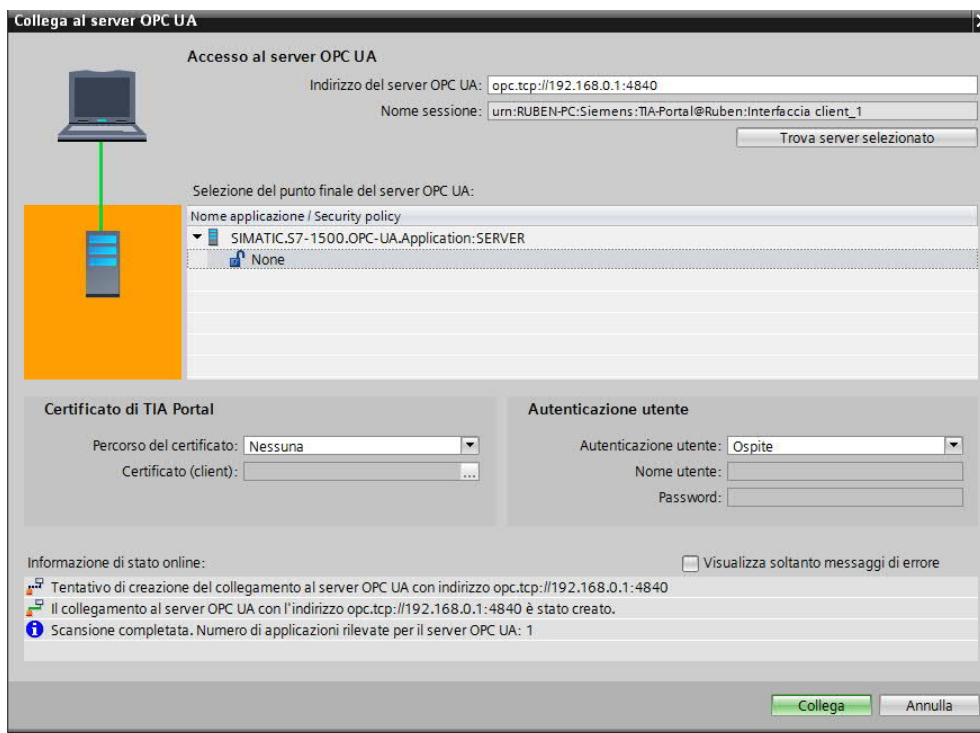 Collega al server OPC UA
Accesso al server OPC UA
Indirizzo del server OPC UA: opc.tcp://192.168.0.1:4840
Nome sessione: urn:RUBEN-PC:Siemens:TIA-Portal@Ruben:Interfaccia client_1
Trova server selezionato
Selezione del punto finale del server OPC UA:
Nome applicazione / Security policy
SIMATIC.S7-1500.OPC-UA.Application:SERVER
None
Certificato di TIA Portal
Percorso del certificato: Nessuna
Certificato (client): ...
Autenticazione utente
Autenticazione utente: Ospite
Nome utente:
Password:
Informazione di stato online:
Visualizza soltanto messaggi di errore
Tentativo di creazione del collegamento al server OPC UA con indirizzo opc.tcp://192.168.0.1:4840
Il collegamento al server OPC UA con l'indirizzo opc.tcp://192.168.0.1:4840 è stato creato.
Scansione completata. Numero di applicazioni rilevate per il server OPC UA: 1
Collega
Annulla